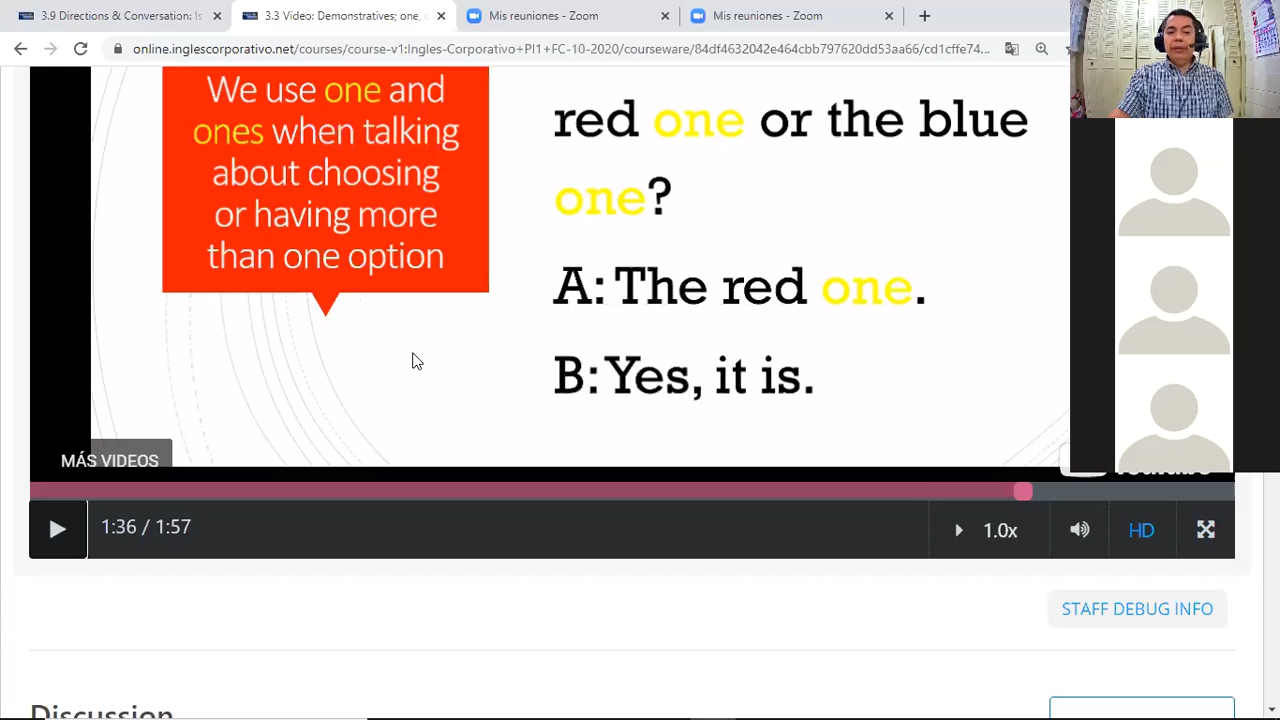 3.9 Directions & Conversation: Is
3.3 Video: Demonstratives; one,
Mis reuniones - Zoom
Mis reuniones - Zoom
online.inglescorporativo.net/courses/course-v1:Ingles-Corporativo+PI1+FC-10-2020/courseware/84df4632042e464cbb797620dd53aad0/cd1cffe74...
We use one and
ones when talking
about choosing
or having more
than one option
red one or the blue
one?
A: The red one.
B: Yes, it is.
MÁS VIDEOS
1:36 / 1:57
1.0x
HD
STAFF DEBUG INFO
Discussion